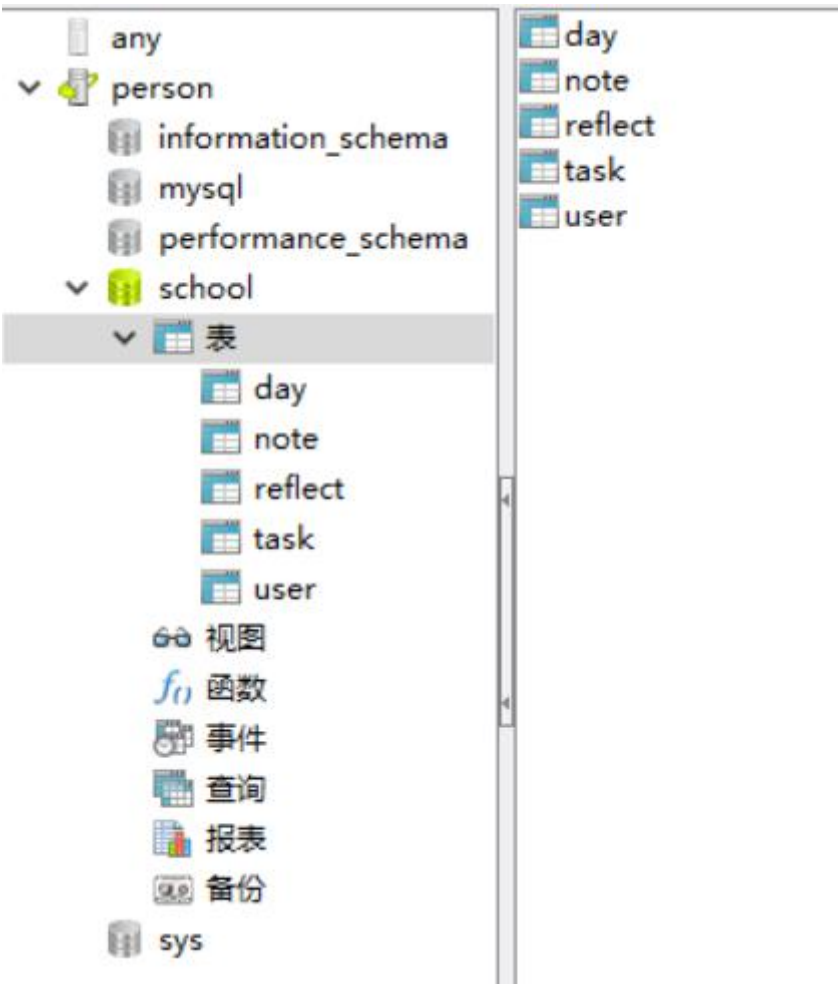 any
person
information_schema
mysql
performance_schema
school
表
day
note
reflect
task
user
视图
函数
事件
查询
报表
备份
sys
day
note
reflect
task
user